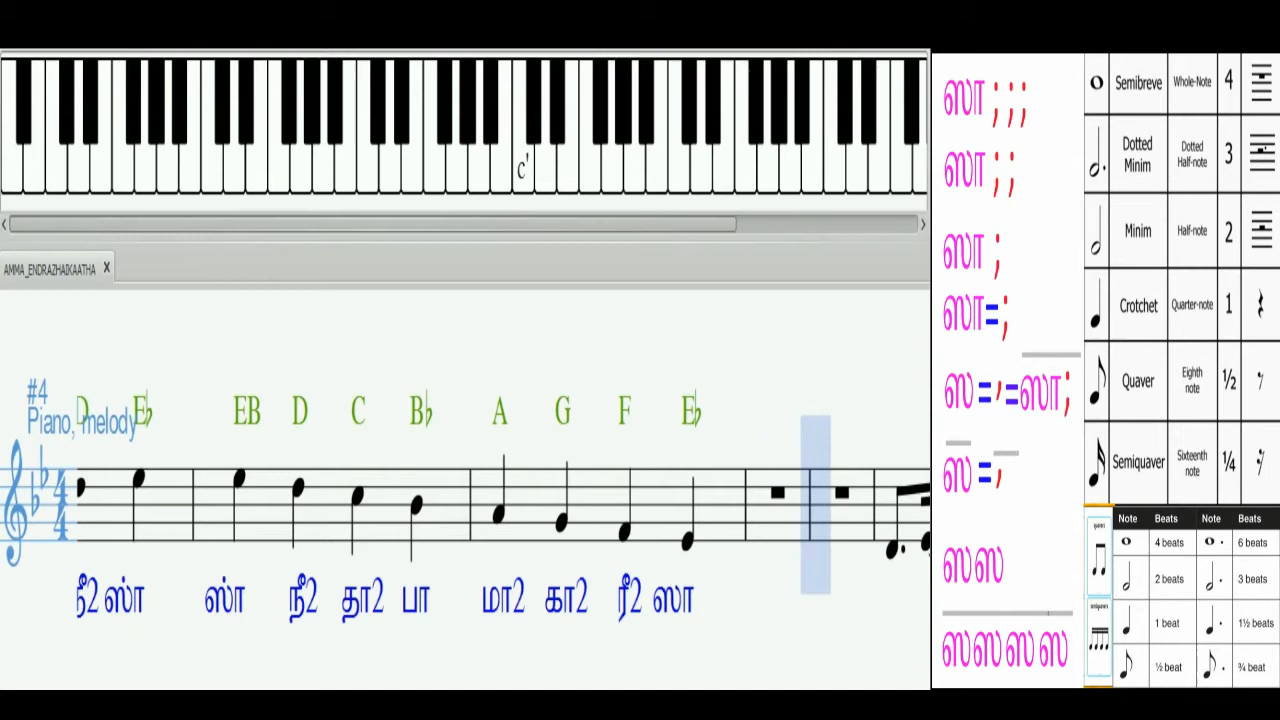 c'
AMMA_ENDRAZHAIKAATHA X
#4
Piano, melody
D E♭ EB D C B♭ A G F E♭
4
4
நீ2 ஸ்ா் ஸ்ா் நீ2 தா2 பா மா2 கா2 ரீ2 ஸா
ஸா ; ; ;
ஸா ; ;
ஸா ;
ஸா=;
ஸ=,=ஸா;
ஸ=,
ஸஸ
ஸஸஸஸ
Semibreve Whole-Note 4
Dotted Minim Dotted Half-note 3
Minim Half-note 2
Crotchet Quarter-note 1
Quaver Eighth note ½
Semiquaver Sixteenth note ¼
Note Beats Note Beats
4 beats 6 beats
2 beats 3 beats
1 beat 1½ beats
½ beat ¾ beat